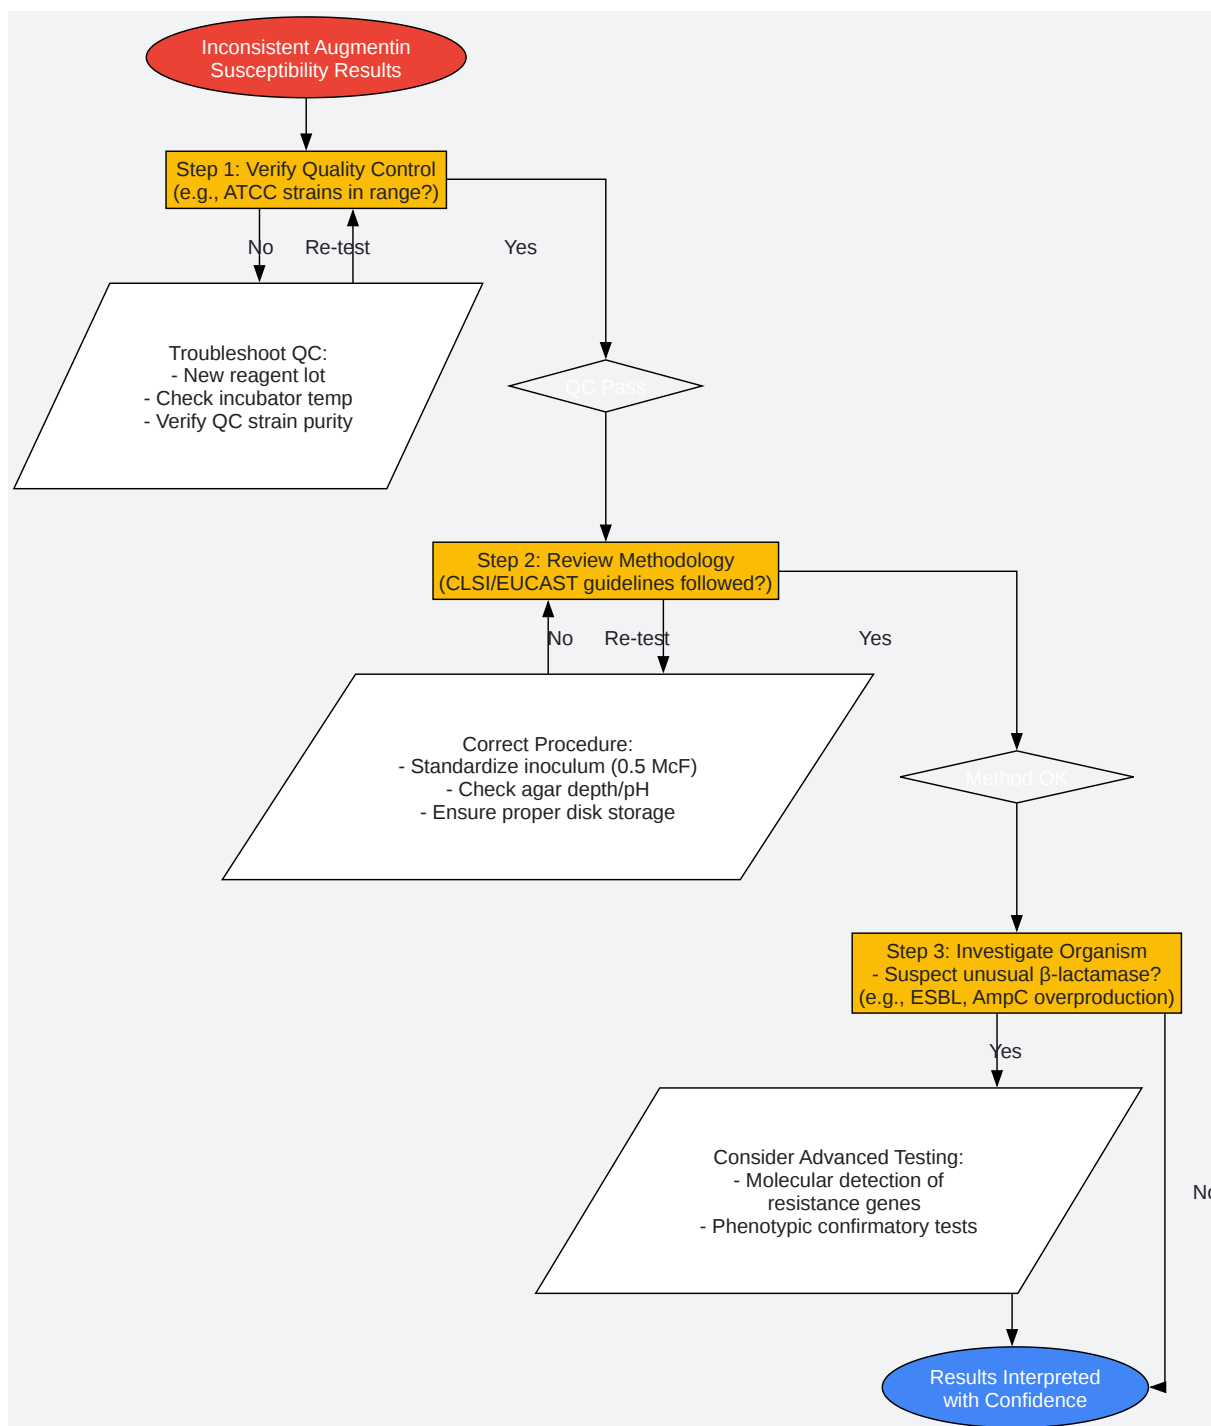 Inconsistent Augmentin
Susceptibility Results
Step 1: Verify Quality Control
(e.g., ATCC strains in range?)
No
Re-test
Yes
Troubleshoot QC:
- New reagent lot
- Check incubator temp
- Verify QC strain purity
QC Pass
Step 2: Review Methodology
(CLSI/EUCAST guidelines followed?)
No
Re-test
Yes
Correct Procedure:
- Standardize inoculum (0.5 McF)
- Check agar depth/pH
- Ensure proper disk storage
Method OK
Step 3: Investigate Organism
- Suspect unusual β-lactamase?
(e.g., ESBL, AmpC overproduction)
Yes
Consider Advanced Testing:
- Molecular detection of
resistance genes
- Phenotypic confirmatory tests
No
Results Interpreted
with Confidence